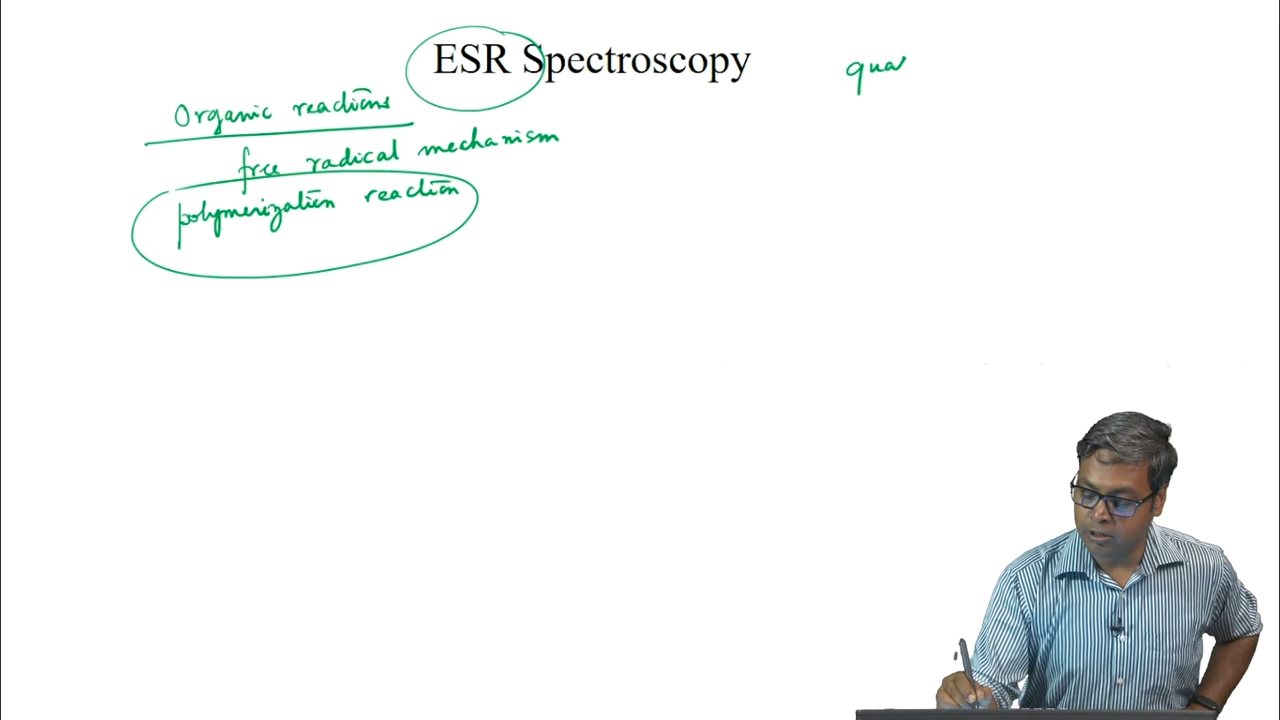 ESR Spectroscopy
qua
Organic reactions
free radical mechanism
polymerization reaction